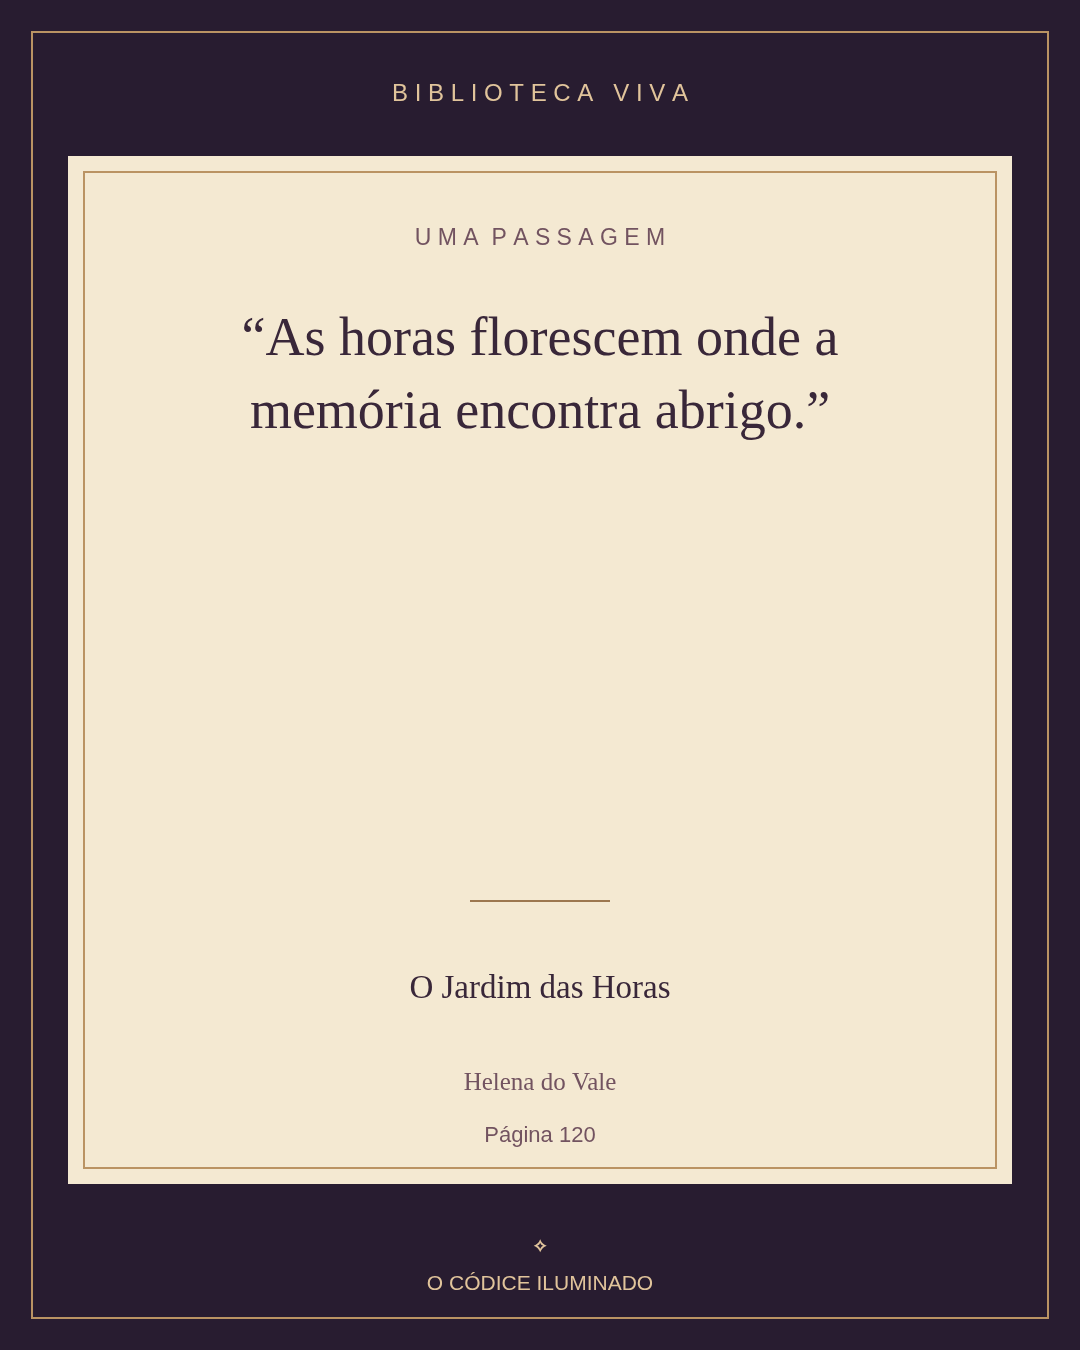 BIBLIOTECA VIVA
UMA PASSAGEM
“As horas florescem onde a
memória encontra abrigo.”
O Jardim das Horas
Helena do Vale
Página 120
O CÓDICE ILUMINADO